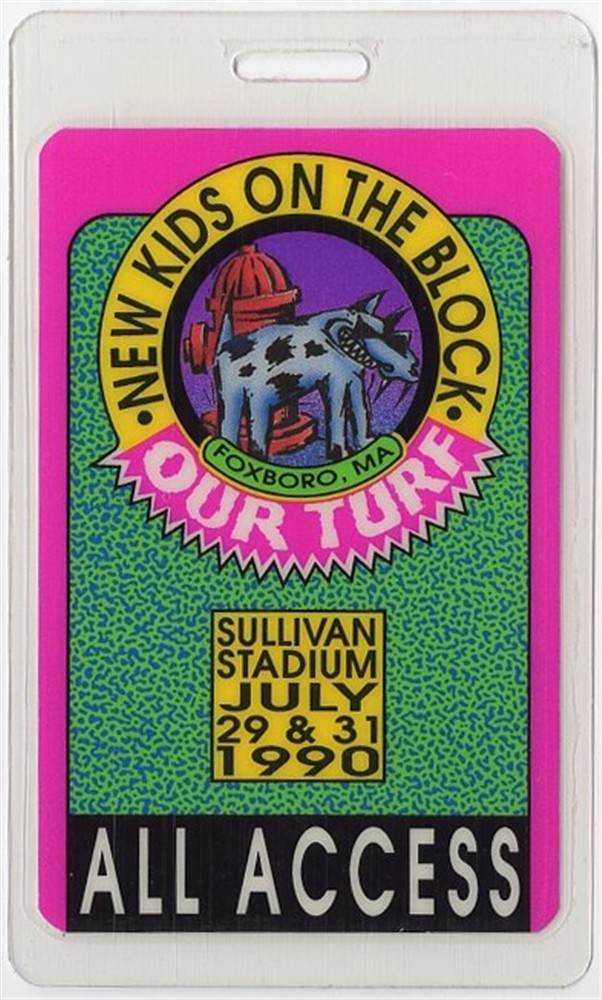 •NEW KIDS ON THE BLOCK•
FOXBORO, MA
OUR TURF
SULLIVAN
STADIUM
JULY
29 & 31
1990
ALL ACCESS